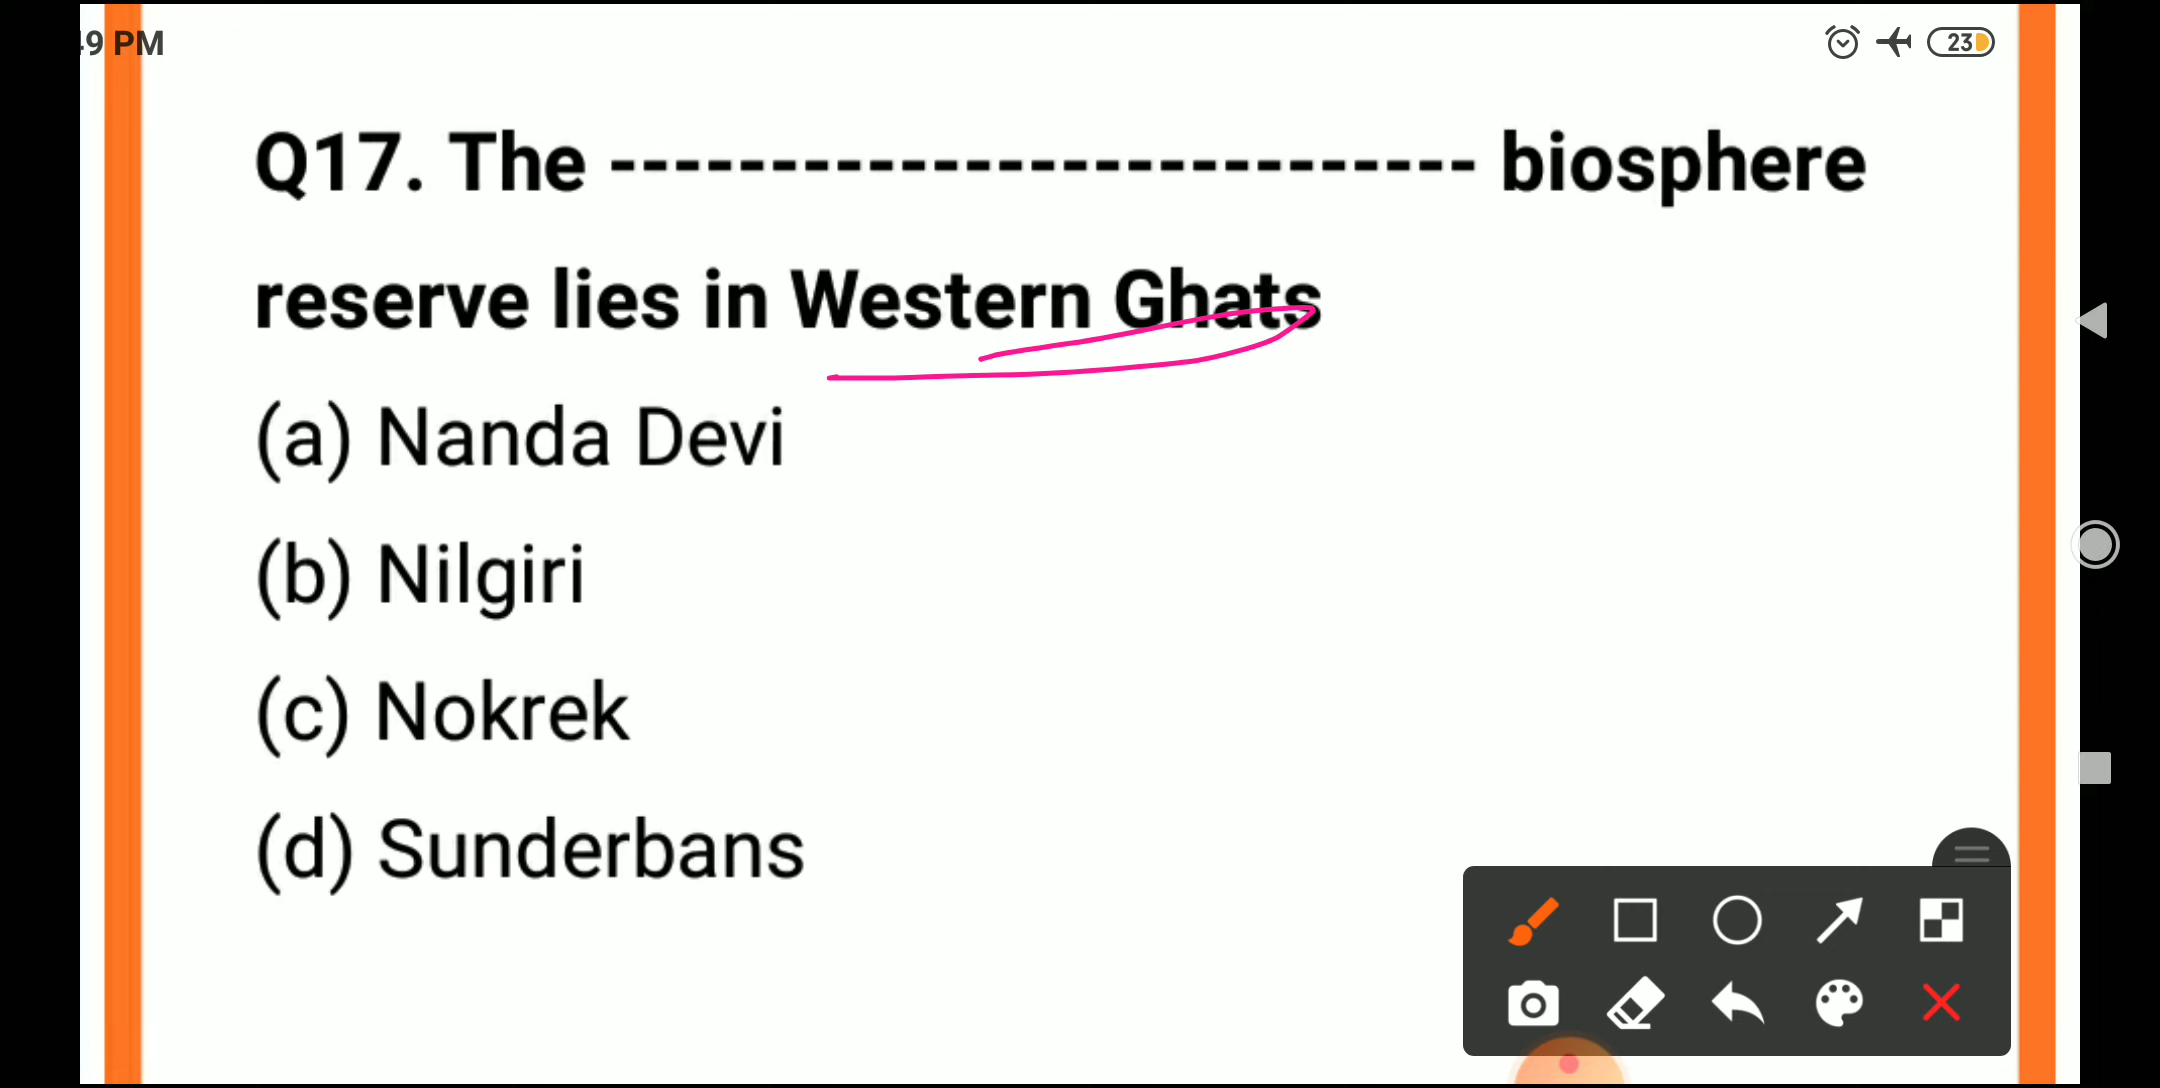 9 PM
23
Q17. The --------------------------- biosphere
reserve lies in Western Ghats
(a) Nanda Devi
(b) Nilgiri
(c) Nokrek
(d) Sunderbans